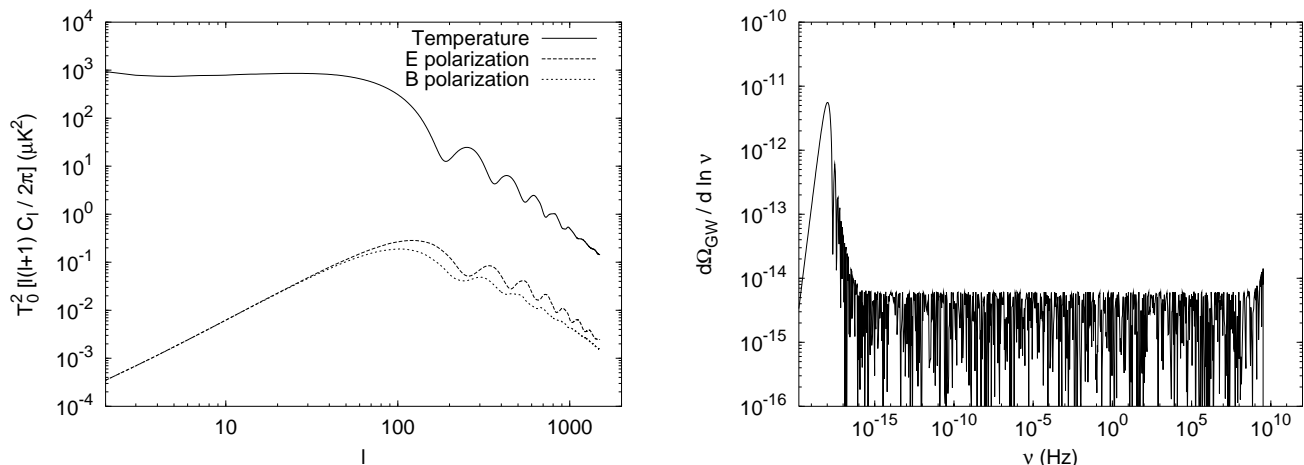 10^4
10^3
10^2
10^1
10^0
10^-1
10^-2
10^-3
10^-4
T_0^2 [l(l+1) C_l / 2π] (μK^2)
Temperature
E polarization
B polarization
10 100 1000
l
10^-10
10^-11
10^-12
10^-13
10^-14
10^-15
10^-16
dΩ_GW / d ln ν
10^-15 10^-10 10^-5 10^0 10^5 10^10
ν (Hz)